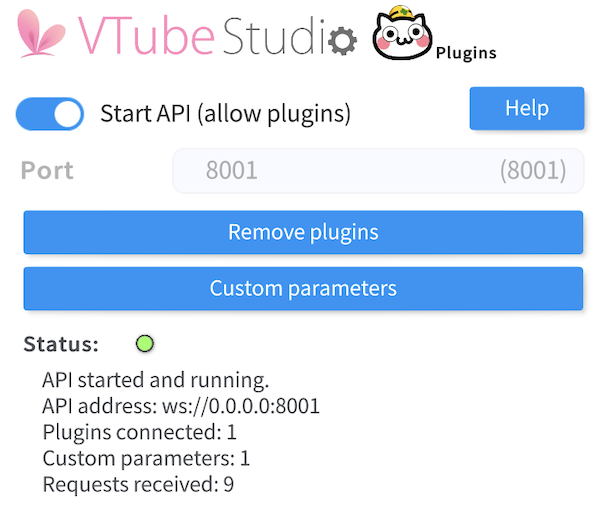 VTube Studio
Plugins
Start API (allow plugins)
Help
Port
8001
(8001)
Remove plugins
Custom parameters
Status:
API started and running.
API address: ws://0.0.0.0:8001
Plugins connected: 1
Custom parameters: 1
Requests received: 9